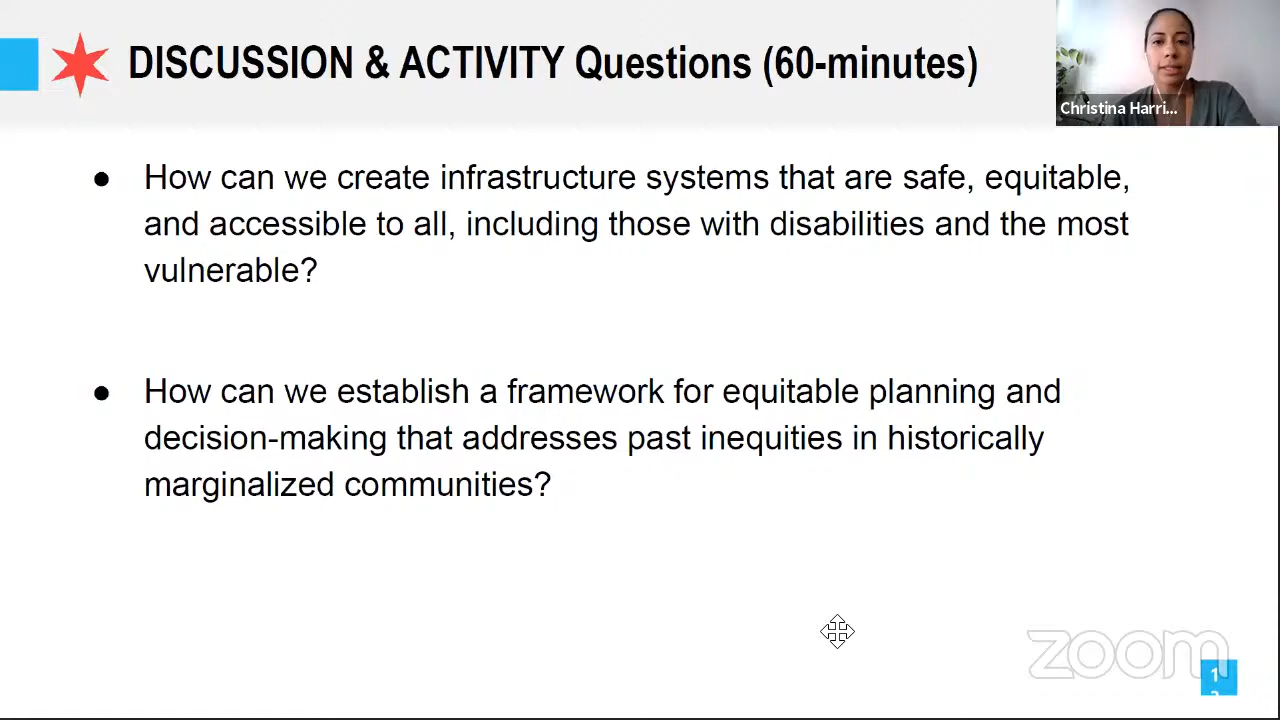 DISCUSSION & ACTIVITY Questions (60-minutes)
Christina Harri...
● How can we create infrastructure systems that are safe, equitable,
and accessible to all, including those with disabilities and the most
vulnerable?
● How can we establish a framework for equitable planning and
decision-making that addresses past inequities in historically
marginalized communities?
zoom
1